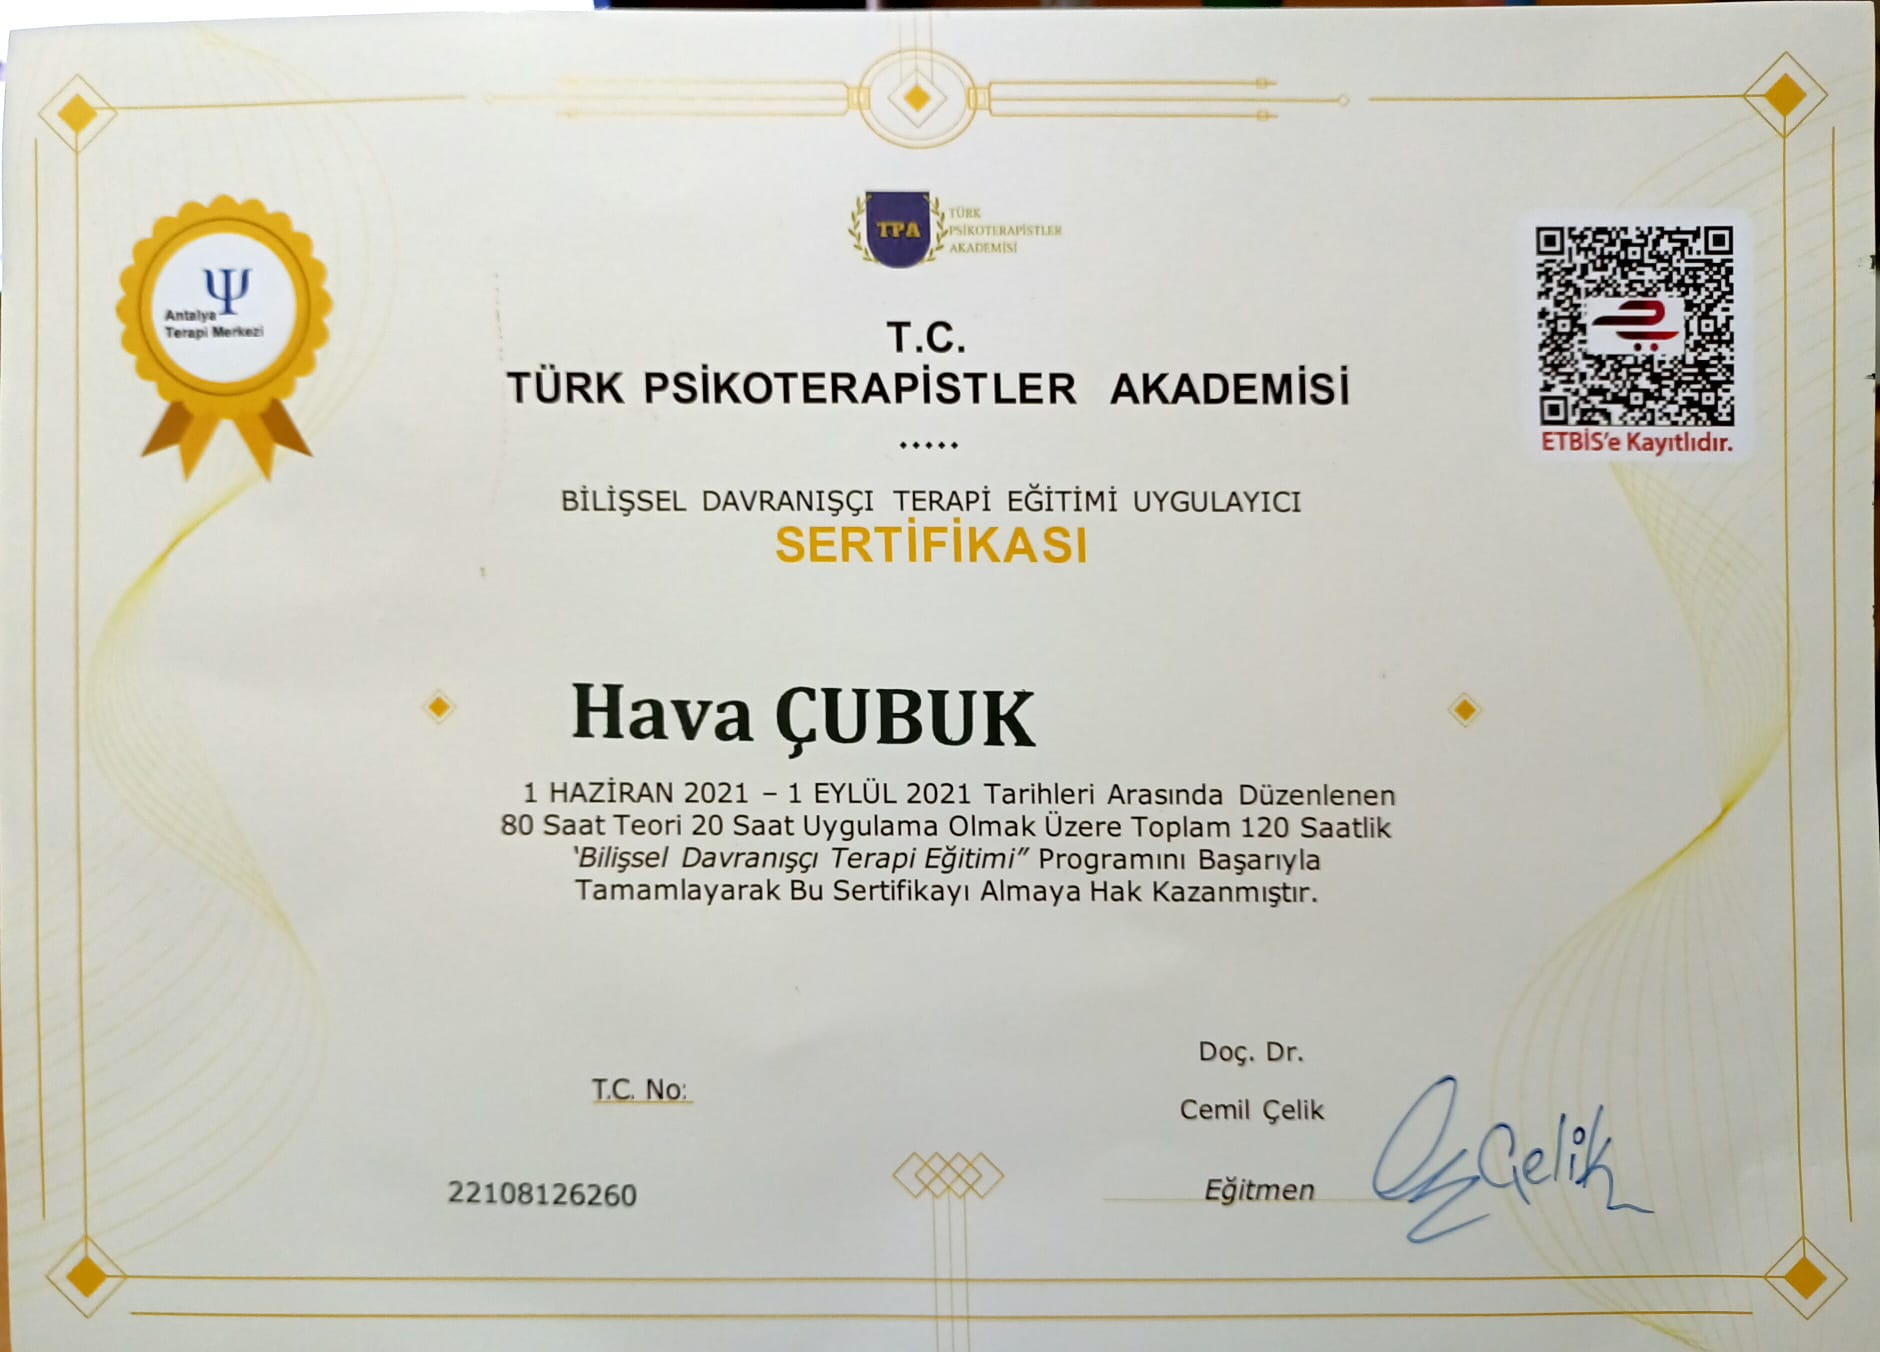 TPA
TÜRK
PSİKOTERAPİSTLER
AKADEMİSİ
Antalya
Terapi Merkezi
ETBİS'e Kayıtlıdır.
T.C.
TÜRK PSİKOTERAPİSTLER AKADEMİSİ
BİLİŞSEL DAVRANIŞÇI TERAPİ EĞİTİMİ UYGULAYICI
SERTİFİKASI
Hava ÇUBUK
1 HAZİRAN 2021 – 1 EYLÜL 2021 Tarihleri Arasında Düzenlenen
80 Saat Teori 20 Saat Uygulama Olmak Üzere Toplam 120 Saatlik
‘Bilişsel Davranışçı Terapi Eğitimi” Programını Başarıyla
Tamamlayarak Bu Sertifikayı Almaya Hak Kazanmıştır.
T.C. No:
22108126260
Doç. Dr.
Cemil Çelik
Eğitmen
Çelik